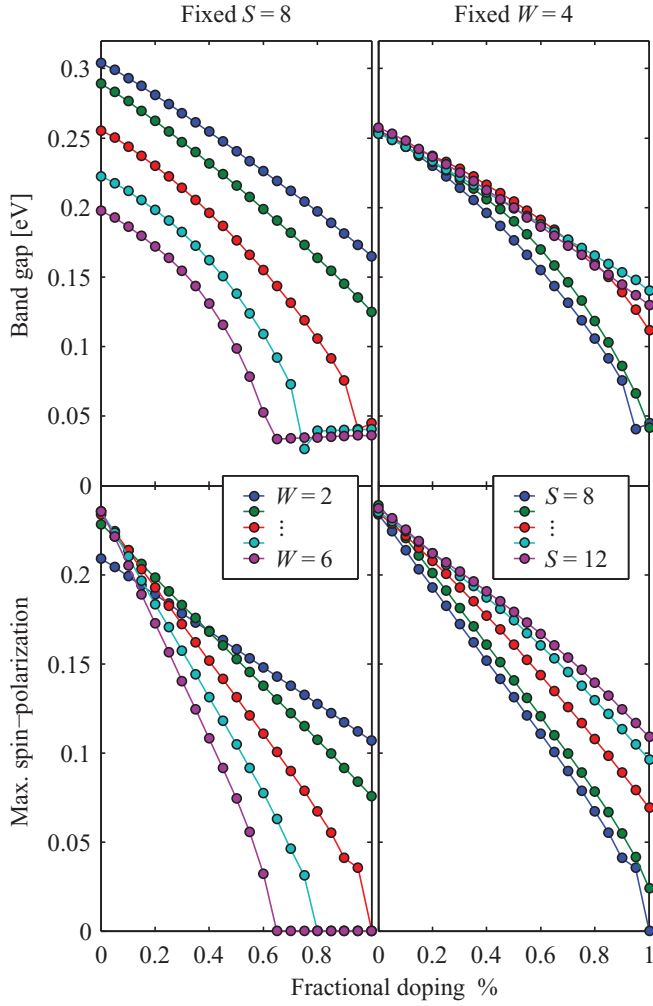 Fixed S = 8
Fixed W = 4
0.3
0.25
0.2
0.15
0.1
0.05
0
Band gap [eV]
W = 2
⋮
W = 6
S = 8
⋮
S = 12
0.2
0.15
0.1
0.05
0
Max. spin−polarization
0 0.2 0.4 0.6 0.8 0 0.2 0.4 0.6 0.8 1
Fractional doping %